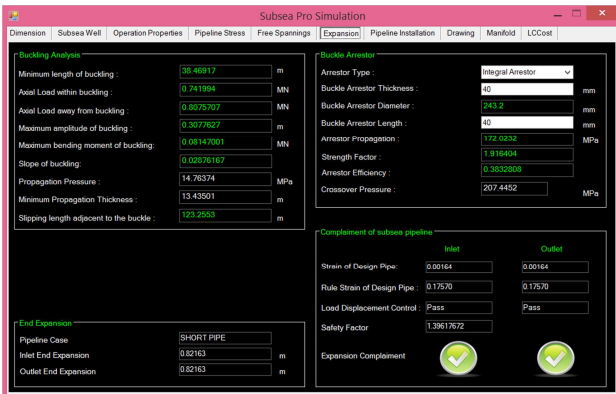 Subsea Pro Simulation
Dimension Subsea Well Operation Properties Pipeline Stress Free Spannings Expansion Pipeline Installation Drawing Manifold LCCost
Buckling Analysis
Minimum length of buckling : 38.46917 m
Axial Load within buckling : 0.741994 MN
Axial Load away from buckling : 0.8075707 MN
Maximum amplitude of buckling : 0.3077627 m
Maximum bending moment of buckling: 0.08147001 MN
Slope of buckling: 0.02876167
Propagation Pressure : 14.76374 MPa
Minimum Propagation Thickness : 13.43501 m
Slipping length adjacent to the buckle : 123.2553 m
End Expansion
Pipeline Case SHORT PIPE
Inlet End Expansion 0.82163 m
Outlet End Expansion 0.82163 m
Buckle Arrestor
Arrestor Type : Integral Arrestor
Buckle Arrestor Thickness : 40 mm
Buckle Arrestor Diameter : 243.2 mm
Buckle Arrestor Length : 40 mm
Arrestor Propagation : 172.0232 MPa
Strength Factor : 1.916404
Arrestor Efficiency : 0.3832808
Crossover Pressure : 207.4452 MPa
Complaiment of subsea pipeline
Inlet Outlet
Strain of Design Pipe: 0.00164 0.00164
Rule Strain of Design Pipe : 0.17570 0.17570
Load Displacement Control : Pass Pass
Safety Factor 1.39617672
Expansion Complaiment